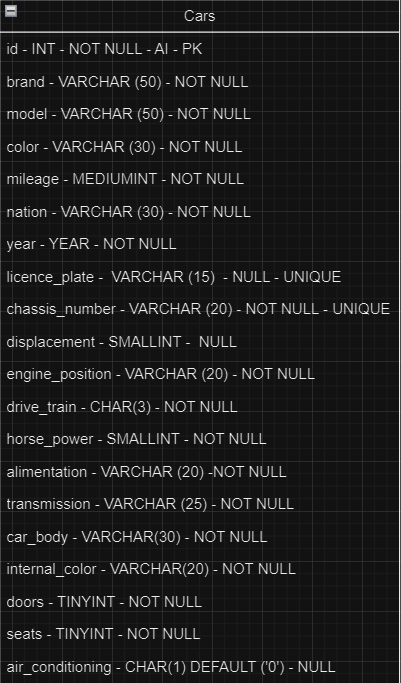 Cars
id - INT - NOT NULL - AI - PK
brand - VARCHAR (50) - NOT NULL
model - VARCHAR (50) - NOT NULL
color - VARCHAR (30) - NOT NULL
mileage - MEDIUMINT - NOT NULL
nation - VARCHAR (30) - NOT NULL
year - YEAR - NOT NULL
licence_plate -  VARCHAR (15)  - NULL - UNIQUE
chassis_number - VARCHAR (20) - NOT NULL - UNIQUE
displacement - SMALLINT -  NULL
engine_position - VARCHAR (20) - NOT NULL
drive_train - CHAR(3) - NOT NULL
horse_power - SMALLINT - NOT NULL
alimentation - VARCHAR (20) -NOT NULL
transmission - VARCHAR (25) - NOT NULL
car_body - VARCHAR(30) - NOT NULL
internal_color - VARCHAR(20) - NOT NULL
doors - TINYINT - NOT NULL
seats - TINYINT - NOT NULL
air_conditioning - CHAR(1) DEFAULT ('0') - NULL